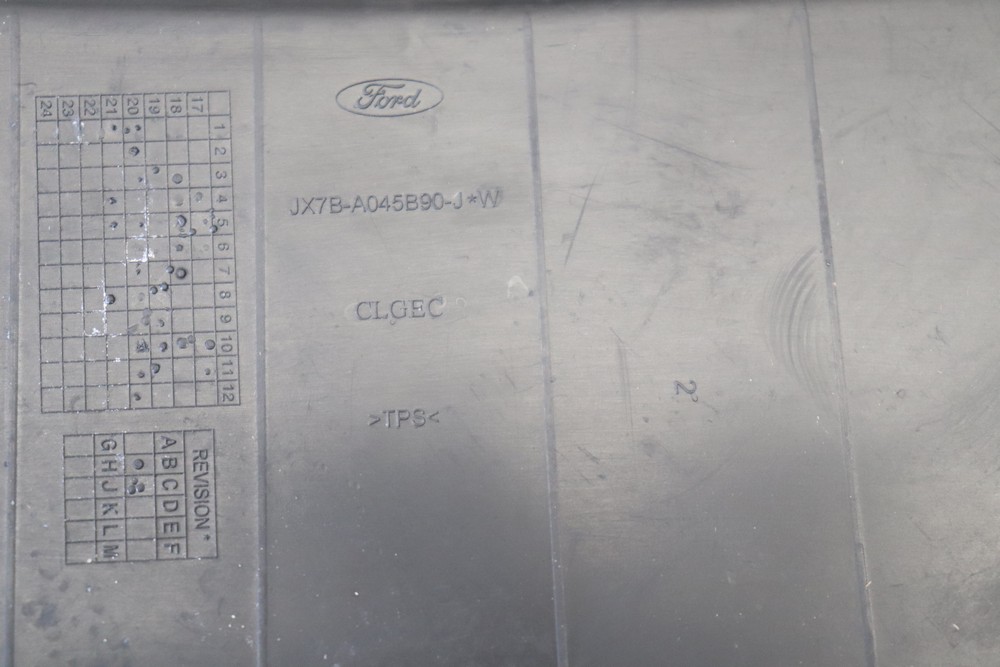 Ford
JX7B-A045B90-J*W
CLGEC
>TPS<
2
1 2 3 4 5 6 7 8 9 10 11 12
17
18
19
20
21
22
23
24
REVISION*
A B C D E F
G H J K L M